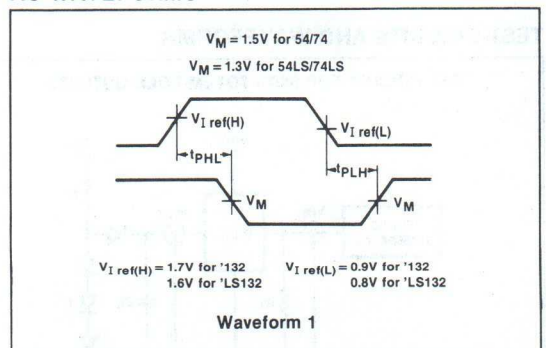 V_M = 1.5V for 54/74
V_M = 1.3V for 54LS/74LS
V_I ref(H)
V_I ref(L)
t_PHL
t_PLH
V_M
V_M
V_I ref(H) = 1.7V for '132
1.6V for 'LS132
V_I ref(L) = 0.9V for '132
0.8V for 'LS132
Waveform 1